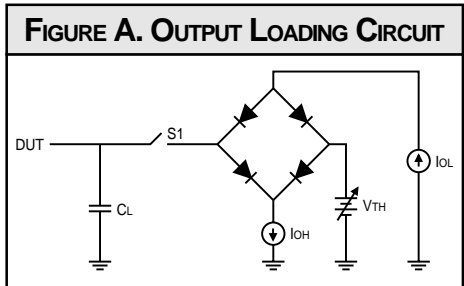 FIGURE A. OUTPUT LOADING CIRCUIT
DUT
S1
CL
IOH
VTH
IOL